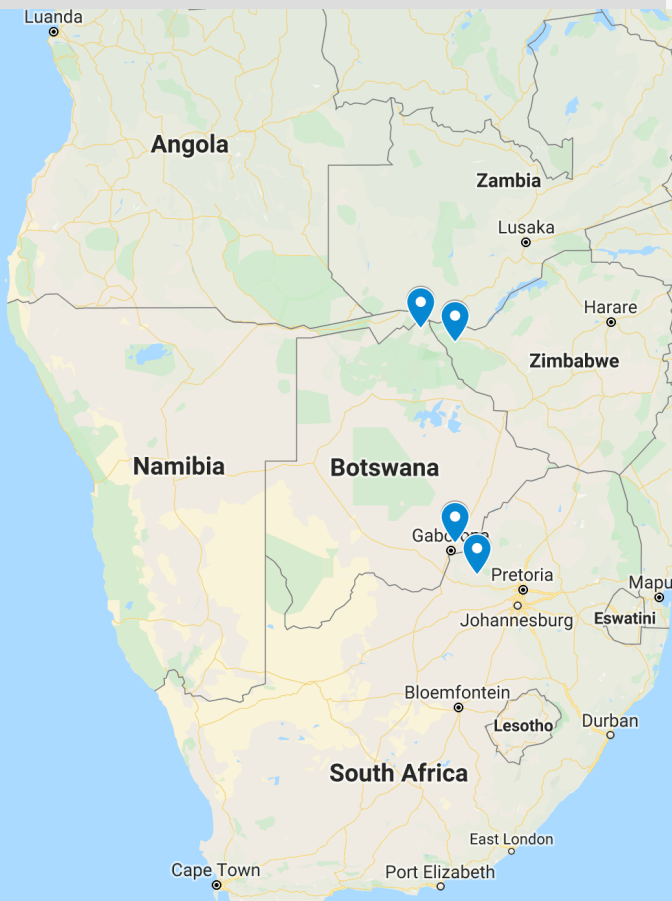 Luanda
Angola
Zambia
Lusaka
Harare
Zimbabwe
Namibia
Botswana
Pretoria
Johannesburg
Eswatini
Bloemfontein
Lesotho
Durban
South Africa
East London
Cape Town
Port Elizabeth